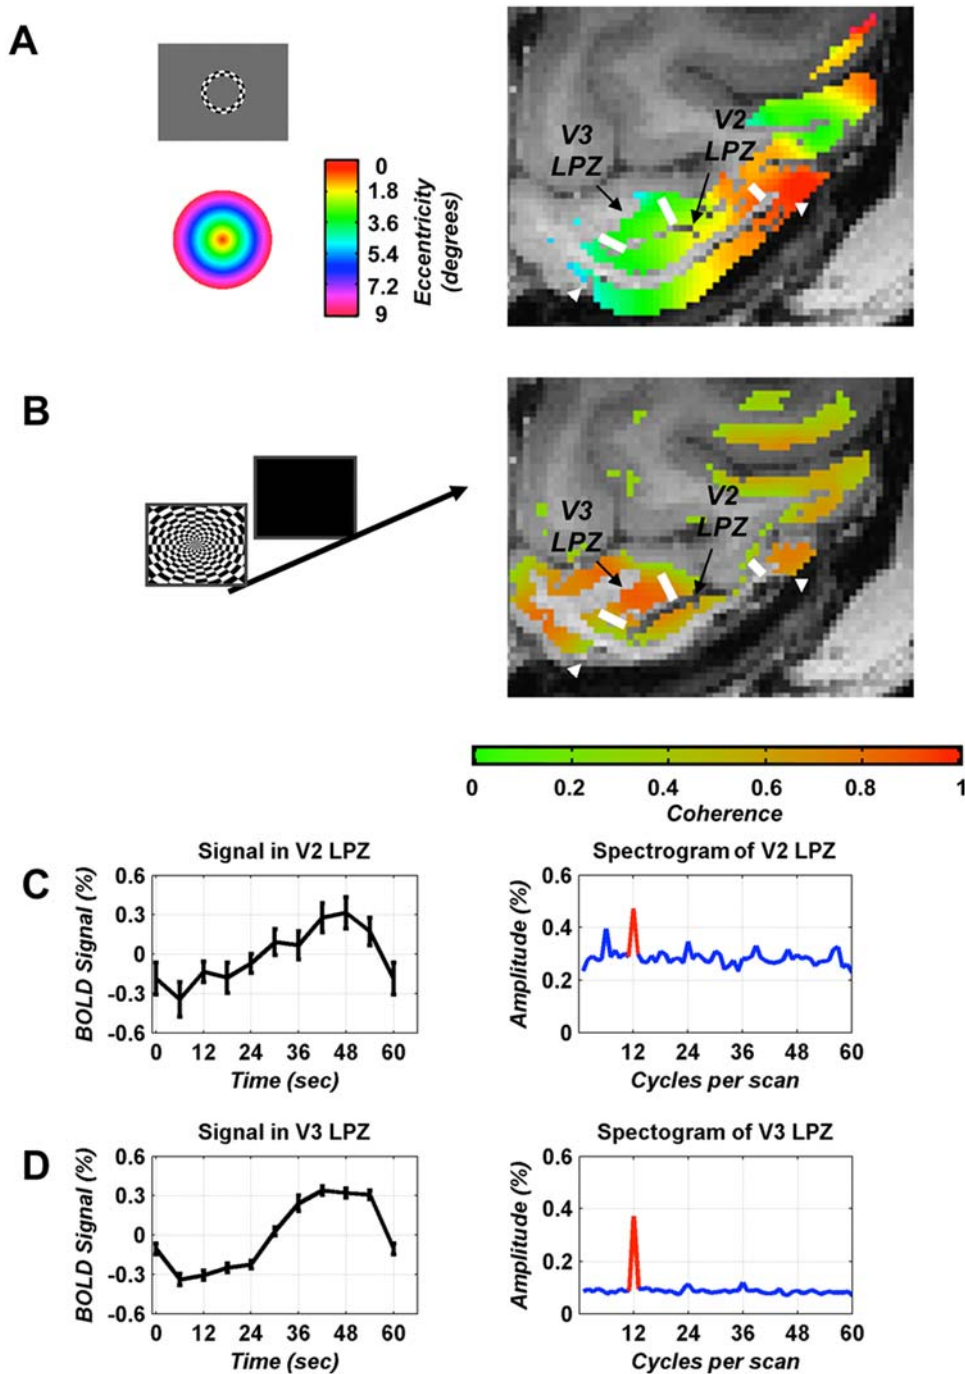 A
0
1.8
3.6
5.4
7.2
9
Eccentricity
(degrees)
V3
LPZ
V2
LPZ
B
V3
LPZ
V2
LPZ
0 0.2 0.4 0.6 0.8 1
Coherence
C
Signal in V2 LPZ
BOLD Signal (%)
0.6
0.3
0
-0.3
-0.6
0 12 24 36 48 60
Time (sec)
Spectrogram of V2 LPZ
Amplitude (%)
0.6
0.4
0.2
0
12 24 36 48 60
Cycles per scan
D
Signal in V3 LPZ
BOLD Signal (%)
0.6
0.3
0
-0.3
-0.6
0 12 24 36 48 60
Time (sec)
Spectogram of V3 LPZ
Amplitude (%)
0.6
0.4
0.2
0
12 24 36 48 60
Cycles per scan